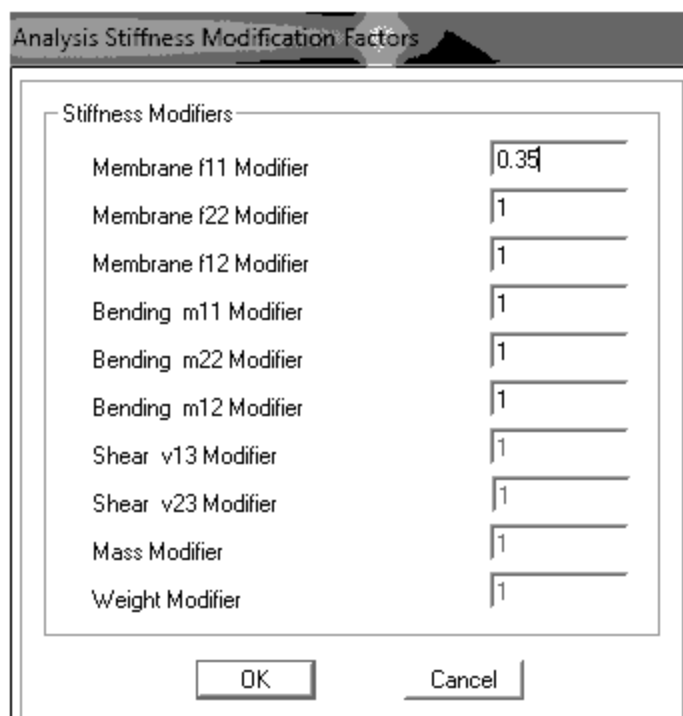 Analysis Stiffness Modification Factors
Stiffness Modifiers
Membrane f11 Modifier 0.35
Membrane f22 Modifier 1
Membrane f12 Modifier 1
Bending m11 Modifier 1
Bending m22 Modifier 1
Bending m12 Modifier 1
Shear v13 Modifier 1
Shear v23 Modifier 1
Mass Modifier 1
Weight Modifier 1
OK Cancel